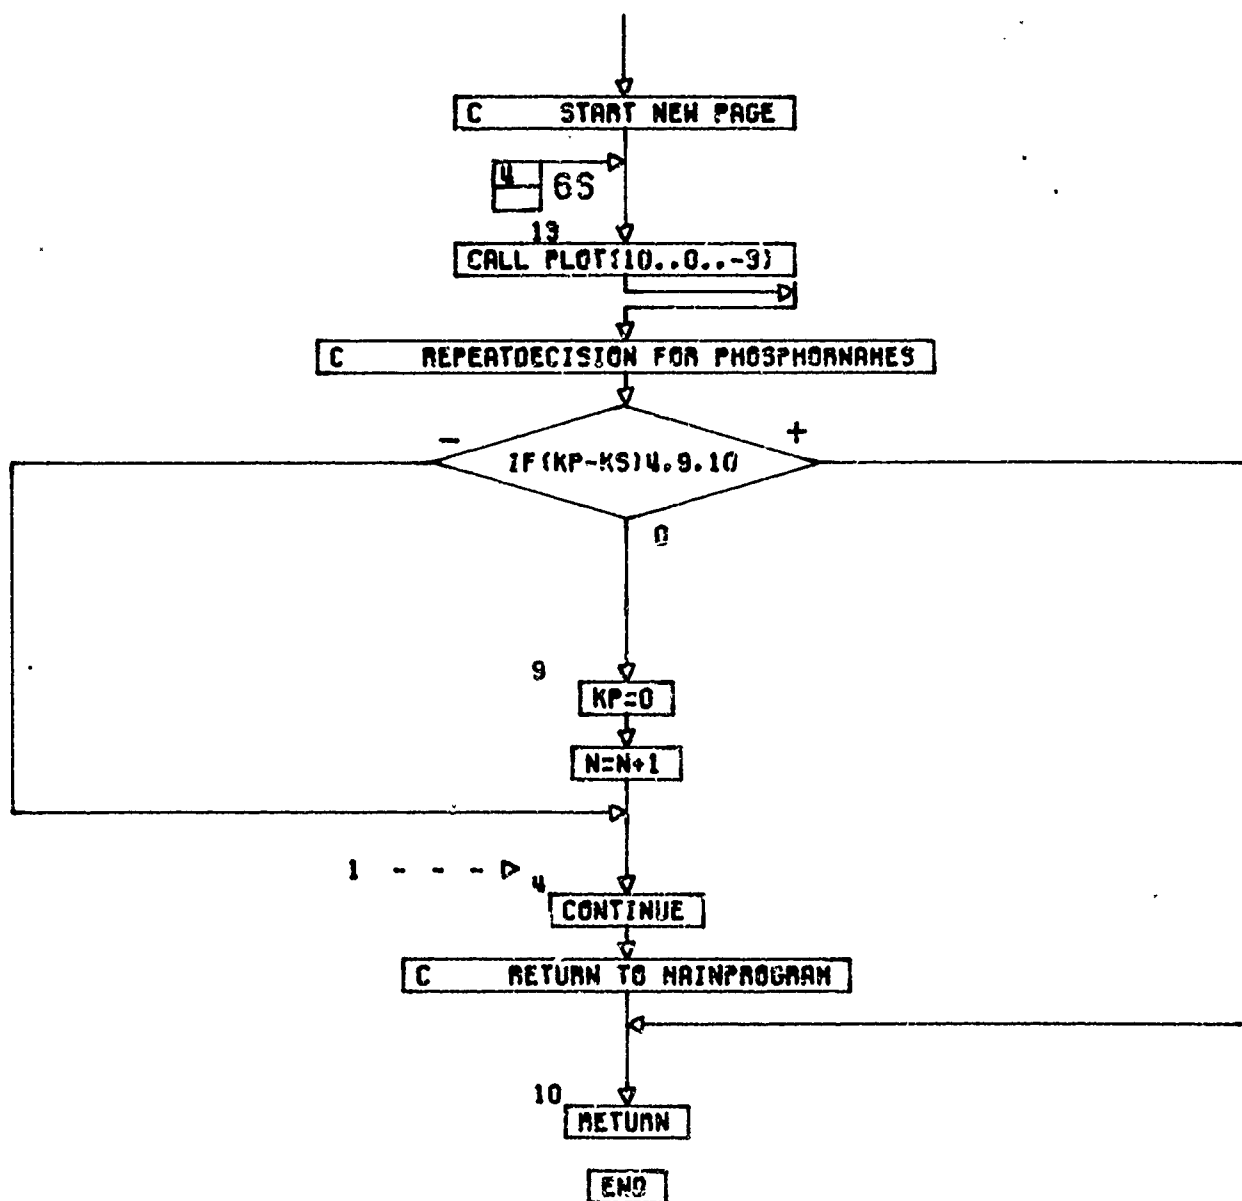 C START NEW PAGE
4 6S
13
CALL PLOT(10.,0.,-3)
C REPEATDECISION FOR PHOSPHORNAMES
- +
IF(KP-KS)4,9,10
0
9
KP=0
N=N+1
1
4
CONTINUE
C RETURN TO MAINPROGRAM
10
RETURN
END